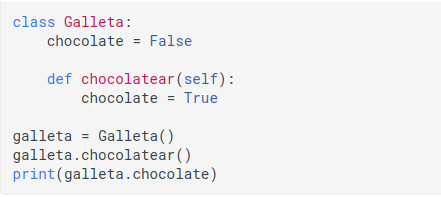 class Galleta:
    chocolate = False

    def chocolatear(self):
        chocolate = True

galleta = Galleta()
galleta.chocolatear()
print(galleta.chocolate)